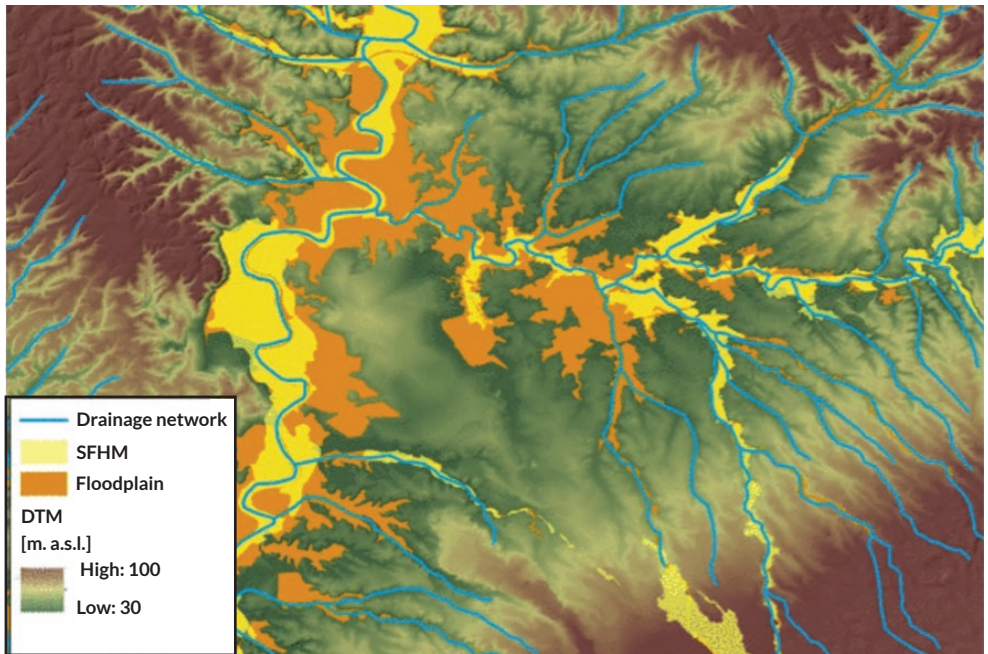 Drainage network
SFHM
Floodplain
DTM
[m. a.s.l.]
High: 100
Low: 30